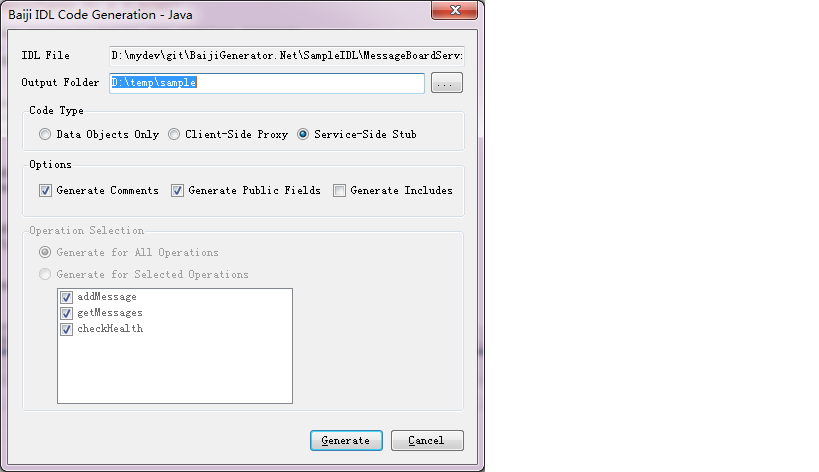 Baiji IDL Code Generation - Java
IDL File D:\mydev\git\BaijiGenerator.Net\SampleIDL\MessageBoardServ
Output Folder D:\temp\sample ...
Code Type
Data Objects Only Client-Side Proxy Service-Side Stub
Options
Generate Comments Generate Public Fields Generate Includes
Operation Selection
Generate for All Operations
Generate for Selected Operations
addMessage
getMessages
checkHealth
Generate Cancel